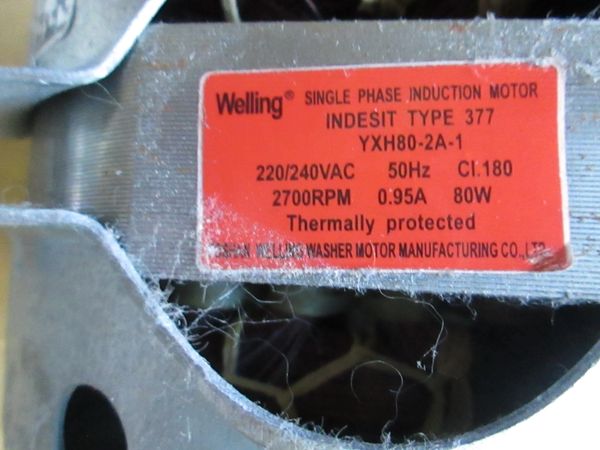 Welling® SINGLE PHASE INDUCTION MOTOR
INDESIT TYPE 377
YXH80-2A-1
220/240VAC 50Hz Cl.180
2700RPM 0.95A 80W
Thermally protected
WELLING WASHER MOTOR MANUFACTURING CO.,LTD